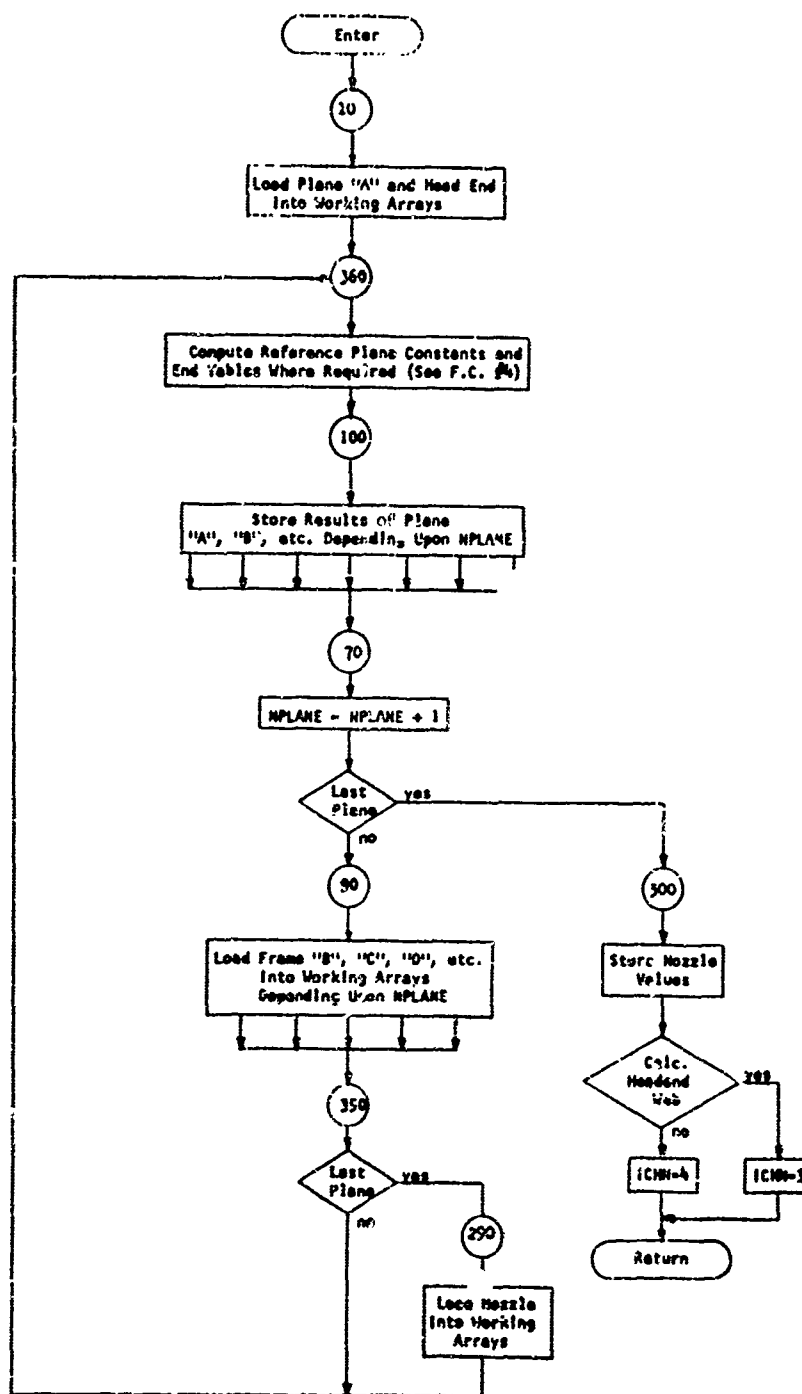 Enter
20
Load Plane "A" and Head End
Into Working Arrays
360
Compute Reference Plane Constants and
End Tables Where Required (See F.C. #4)
100
Store Results of Plane
"A", "B", etc. Depending Upon NPLANE
70
NPLANE = NPLANE + 1
Last
Plane
yes
no
90
500
Load Frame "B", "C", "D", etc.
Into Working Arrays
Depending Upon NPLANE
Store Nozzle
Values
350
Calc.
Headend
Web
yes
no
Last
Plane
yes
no
ICHN=4
290
Return
Load Nozzle
Into Working
Arrays